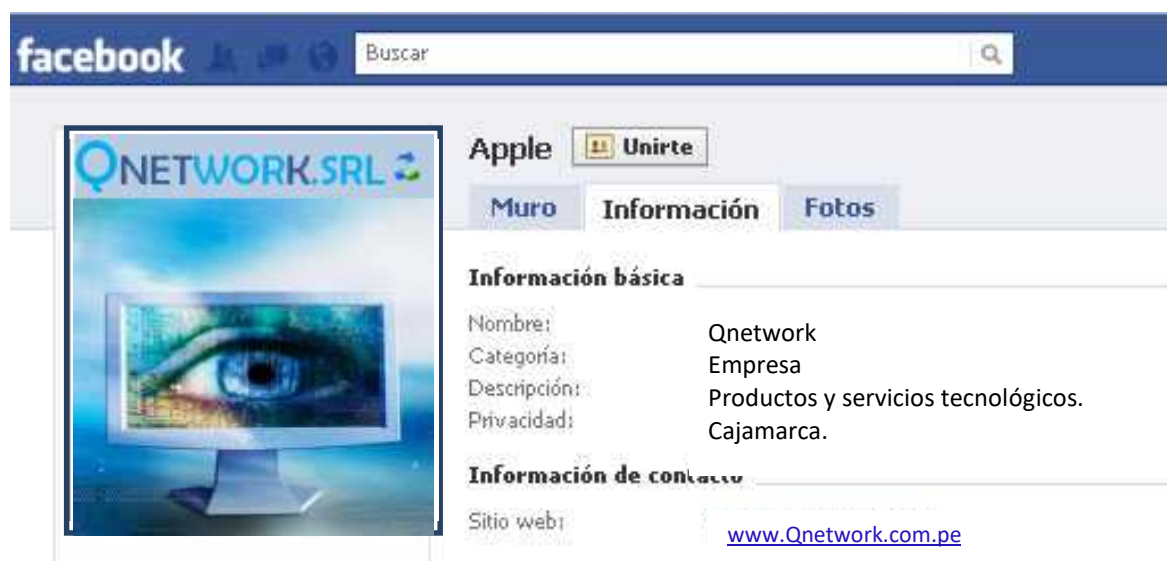 facebook Buscar
QNETWORK.SRL
Apple Unirte
Muro Información Fotos
Información básica
Nombre: Qnetwork
Categoría: Empresa
Descripción: Productos y servicios tecnológicos.
Privacidad: Cajamarca.
Información de contacto
Sitio web: www.Qnetwork.com.pe